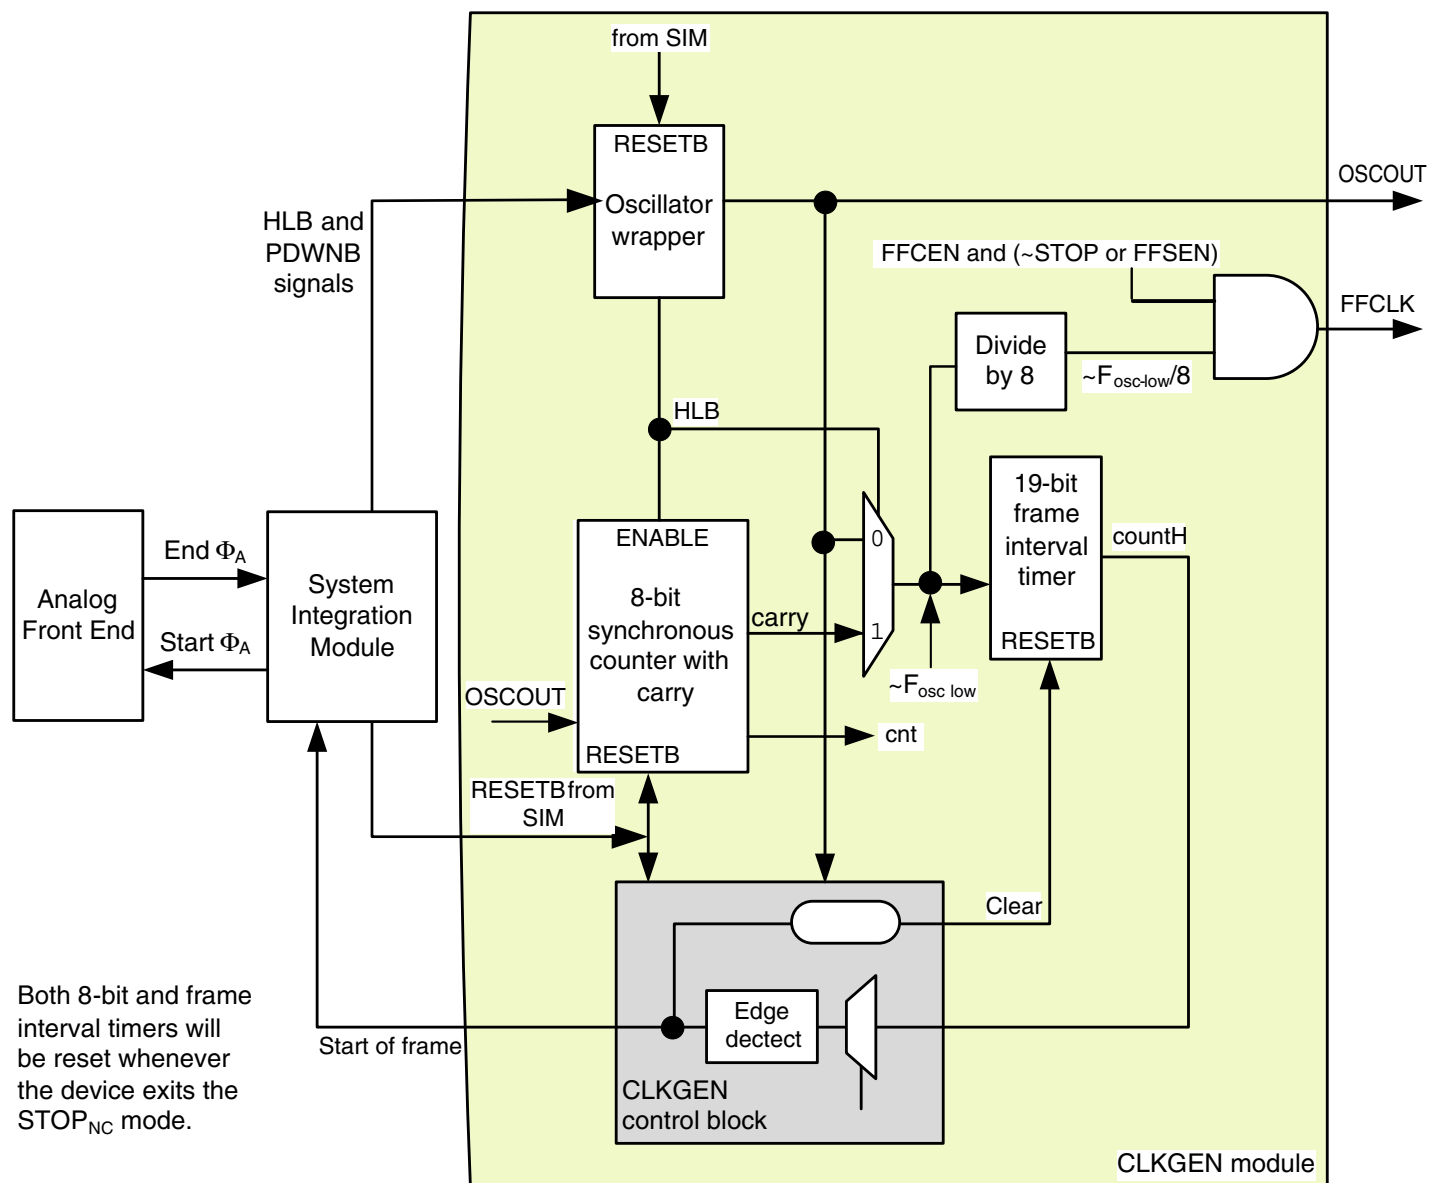 from SIM
RESETB
Oscillator
wrapper
OSCOUT
HLB and
PDWNB
signals
FFCEN and (~STOP or FFSEN)
FFCLK
Divide
by 8
~Fosc-low/8
HLB
19-bit
frame
interval
timer
RESETB
countH
ENABLE
8-bit
synchronous
counter with
carry
RESETB
0
1
carry
~Fosc low
cnt
OSCOUT
End ΦA
Start ΦA
Analog
Front End
System
Integration
Module
RESETB from
SIM
Clear
Edge
dectect
CLKGEN
control block
Start of frame
Both 8-bit and frame
interval timers will
be reset whenever
the device exits the
STOPNC mode.
CLKGEN module